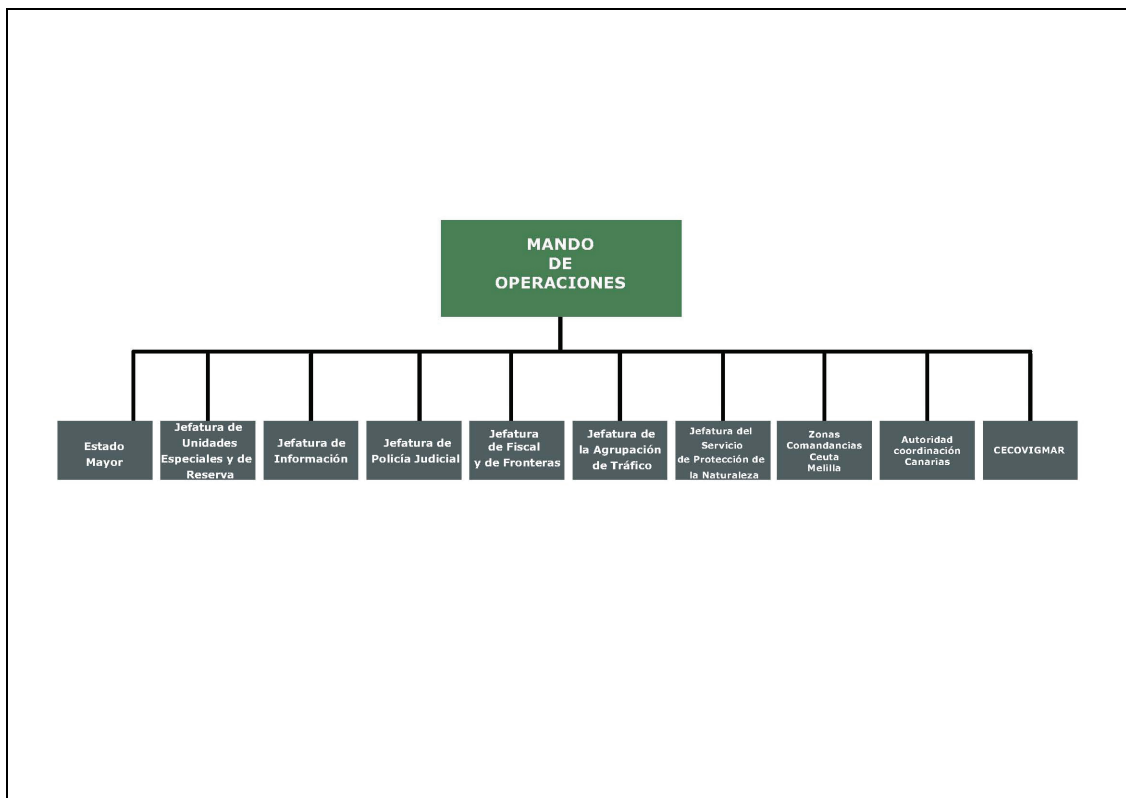 MANDO
DE
OPERACIONES
Estado
Mayor
Jefatura de
Unidades
Especiales y de
Reserva
Jefatura de
Información
Jefatura de
Policía Judicial
Jefatura
de Fiscal
y de Fronteras
Jefatura de
la Agrupación
de Tráfico
Jefatura del
Servicio
de Protección de
la Naturaleza
Zonas
Comandancias
Ceuta
Melilla
Autoridad
coordinación
Canarias
CECOVIGMAR